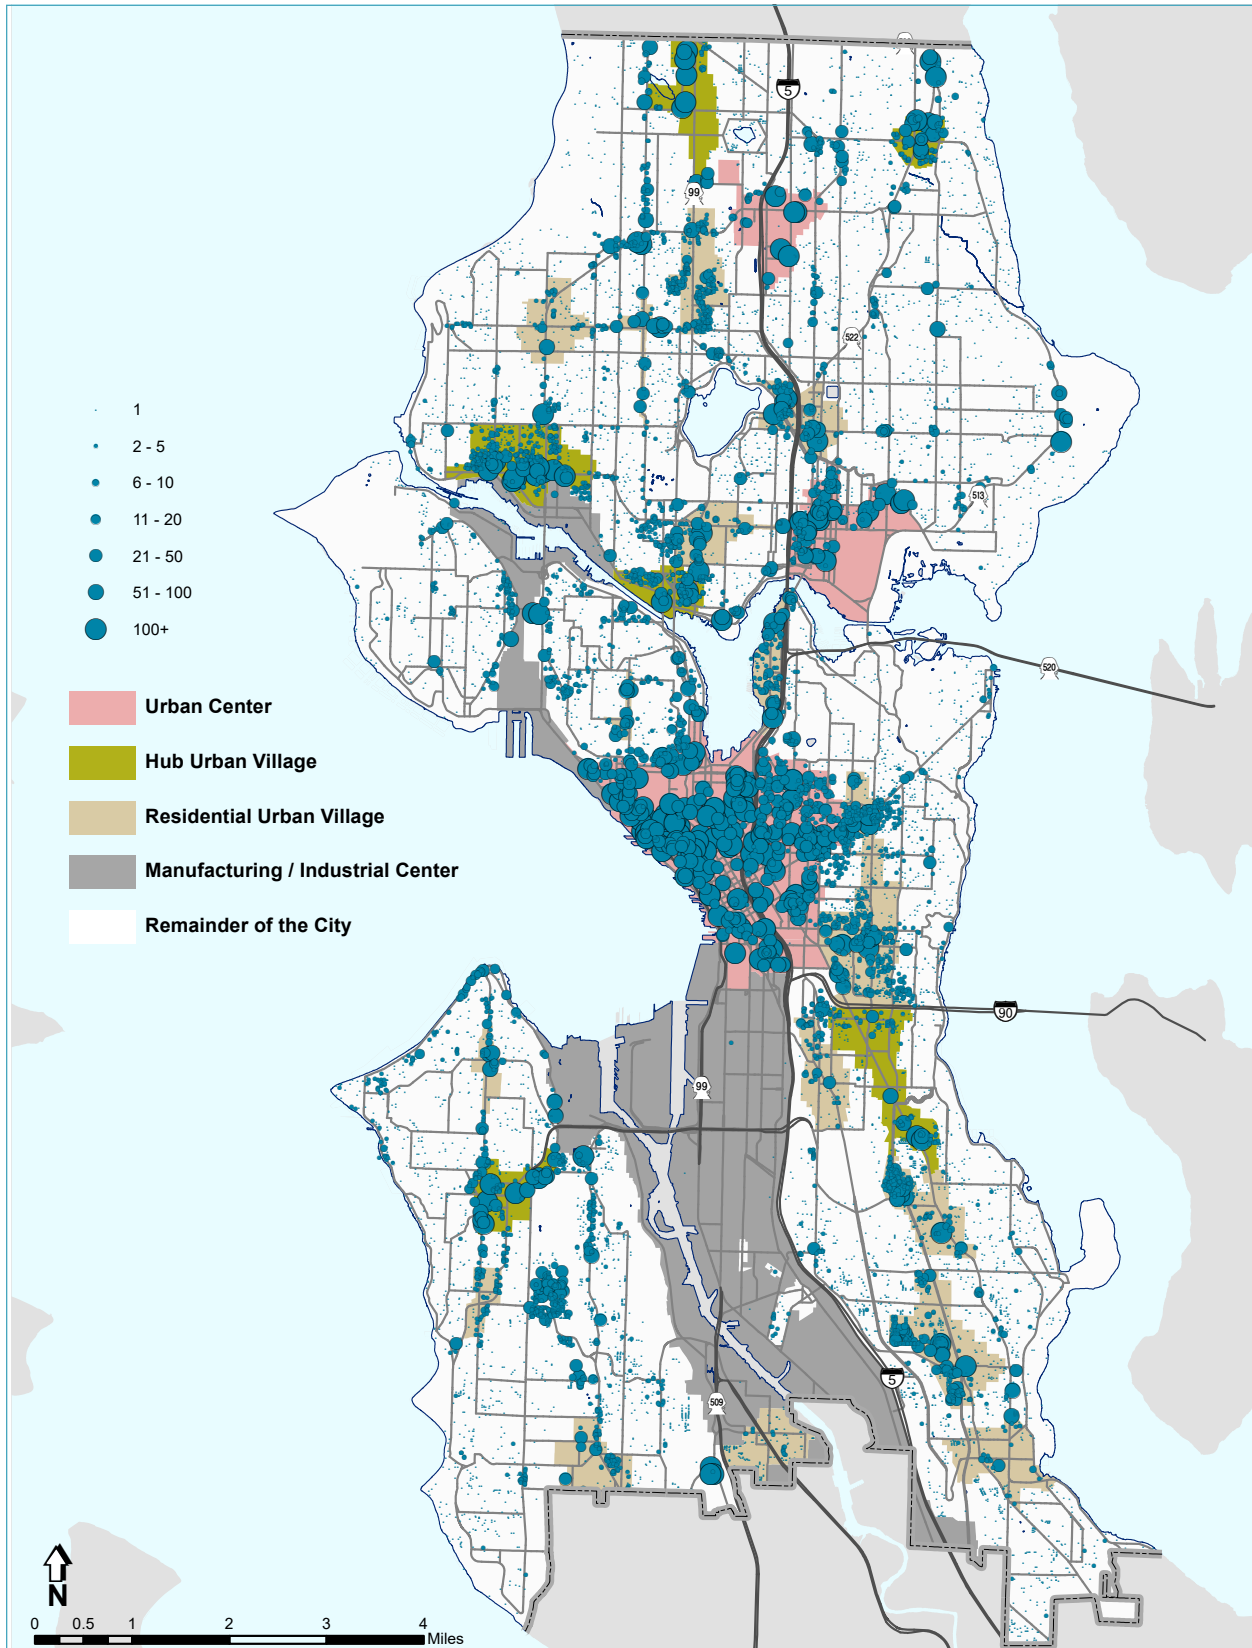 5
99
522
513
1
2 - 5
6 - 10
11 - 20
21 - 50
51 - 100
100+
520
Urban Center
Hub Urban Village
Residential Urban Village
Manufacturing / Industrial Center
Remainder of the City
90
99
5
509
N
0 0.5 1 2 3 4
Miles